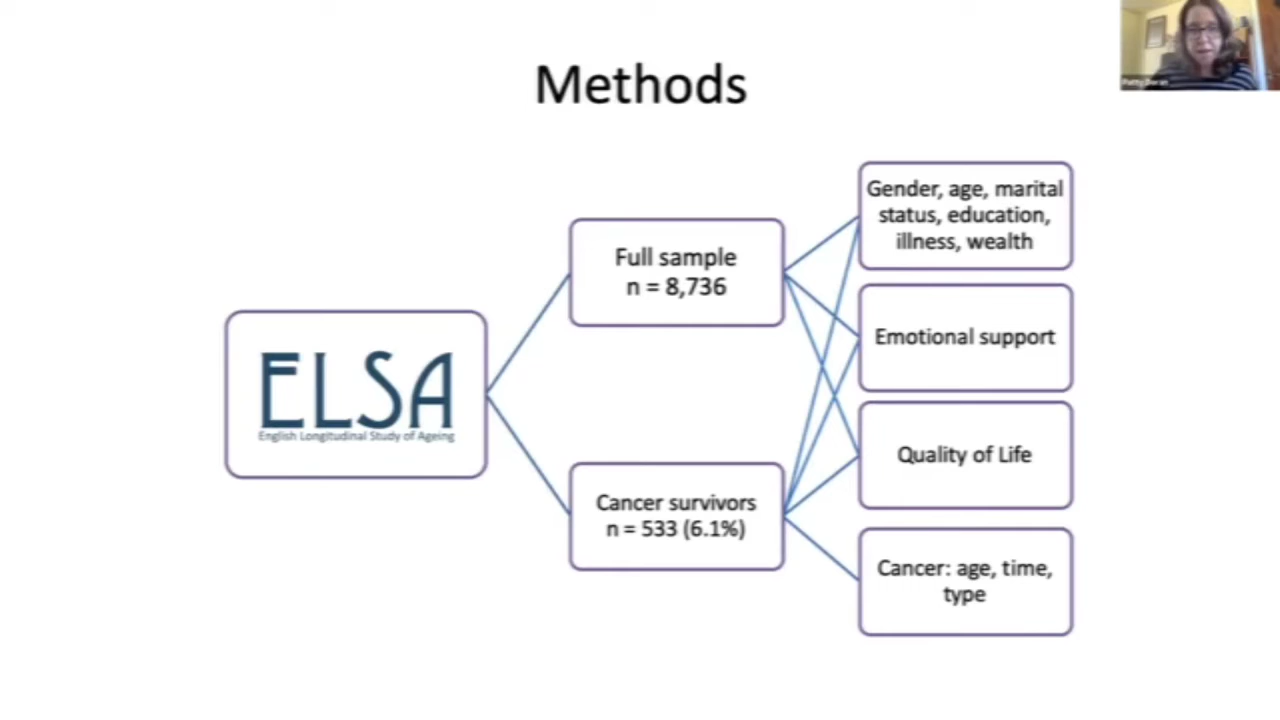 Methods
ELSA
English Longitudinal Study of Ageing
Full sample
n = 8,736
Cancer survivors
n = 533 (6.1%)
Gender, age, marital
status, education,
illness, wealth
Emotional support
Quality of Life
Cancer: age, time,
type